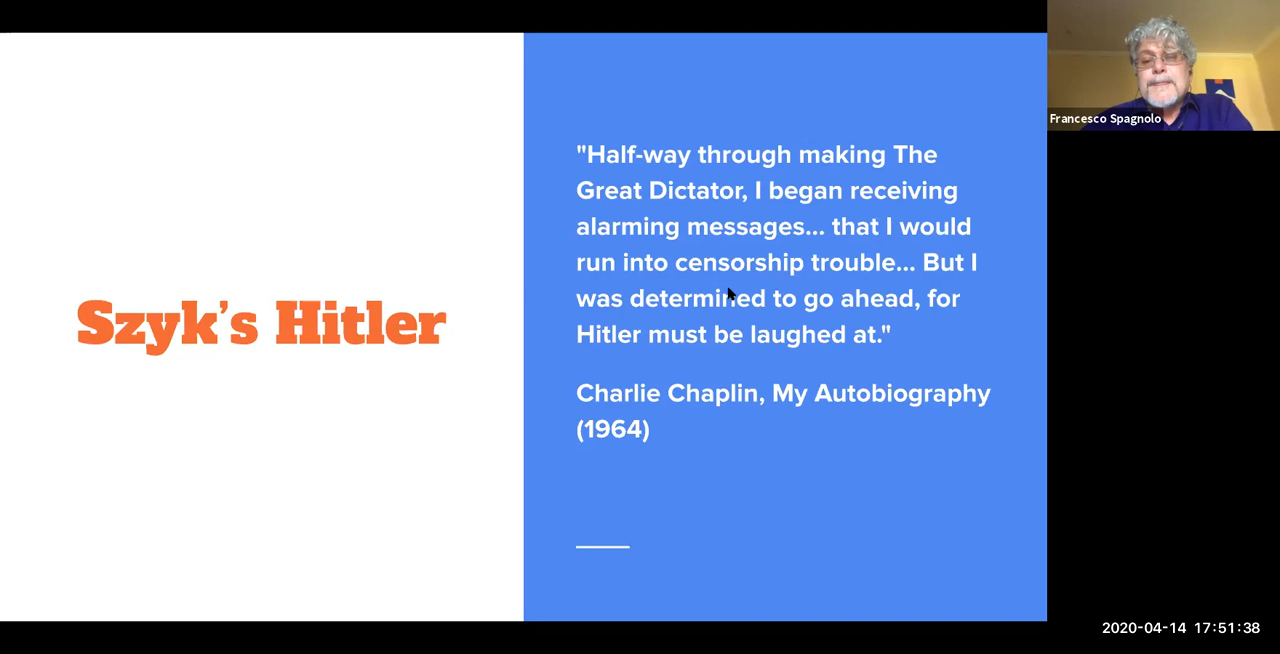 Szyk’s Hitler
"Half-way through making The
Great Dictator, I began receiving
alarming messages... that I would
run into censorship trouble... But I
was determined to go ahead, for
Hitler must be laughed at."
Charlie Chaplin, My Autobiography
(1964)
Francesco Spagnolo
2020-04-14 17:51:38